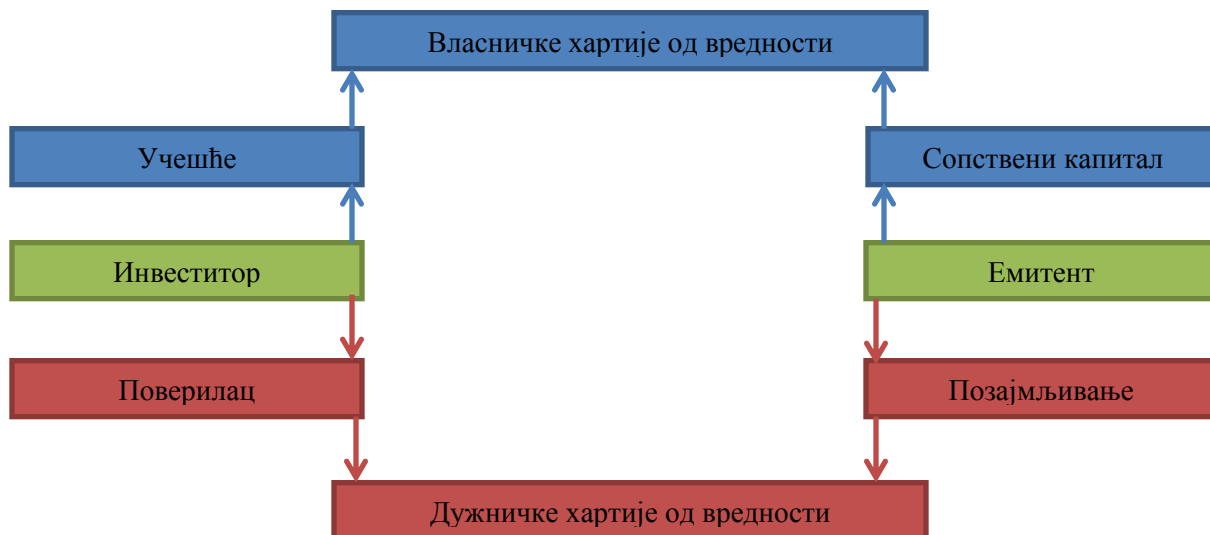 Власничке хартије од вредности
Учешће
Сопствени капитал
Инвеститор
Емитент
Поверилац
Позајмљивање
Дужничке хартије од вредности